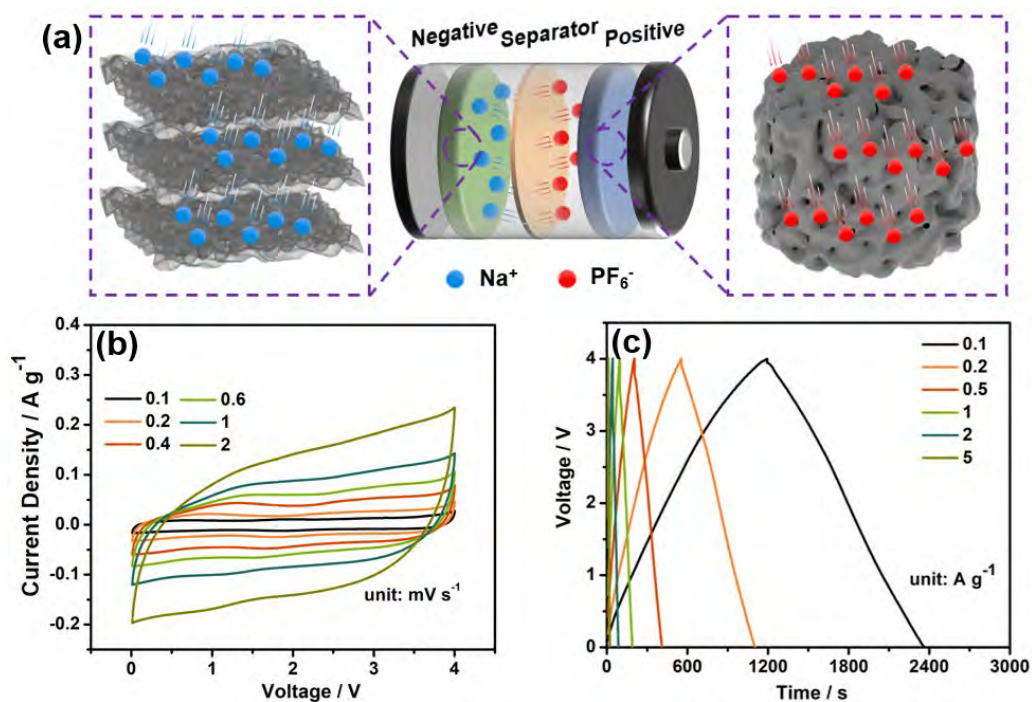 (a)
Negative Separator Positive
Na⁺ PF₆⁻
(b)
Current Density / A g⁻¹
0.4
0.3
0.2
0.1
0.0
-0.1
-0.2
0.1 0.6
0.2 1
0.4 2
unit: mV s⁻¹
0 1 2 3 4
Voltage / V
(c)
Voltage / V
4
3
2
1
0
0.1
0.2
0.5
1
2
5
unit: A g⁻¹
0 600 1200 1800 2400 3000
Time / s